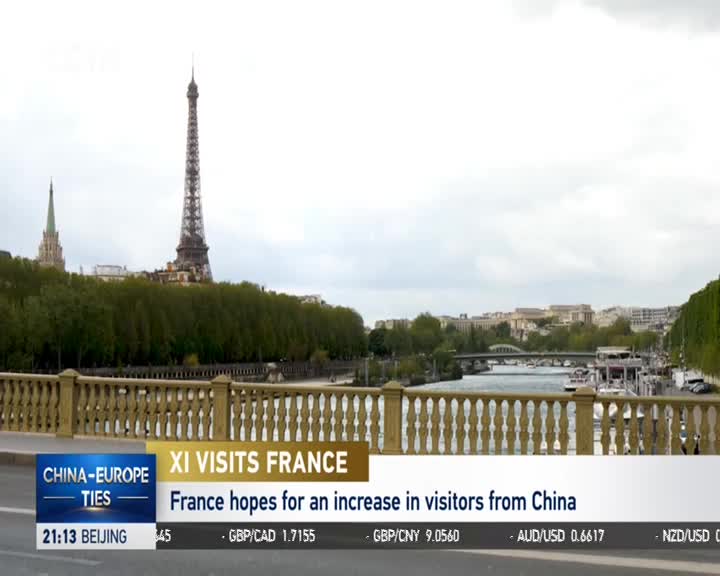 XI VISITS FRANCE
CHINA-EUROPE
TIES
France hopes for an increase in visitors from China
21:13 BEIJING
645 - GBP/CAD 1.7155 - GBP/CNY 9.0560 - AUD/USD 0.6617 - NZD/USD